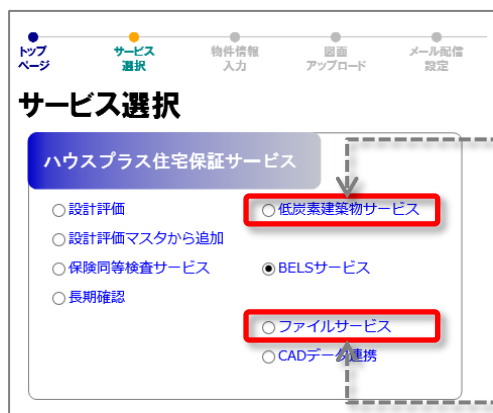 トップ
ページ
サービス
選択
物件情報
入力
図面
アップロード
メール配信
設定
サービス選択
ハウスプラス住宅保証サービス
設計評価
低炭素建築物サービス
設計評価マスタから追加
保険同等検査サービス
BELSサービス
長期確認
ファイルサービス
CADデータ連携